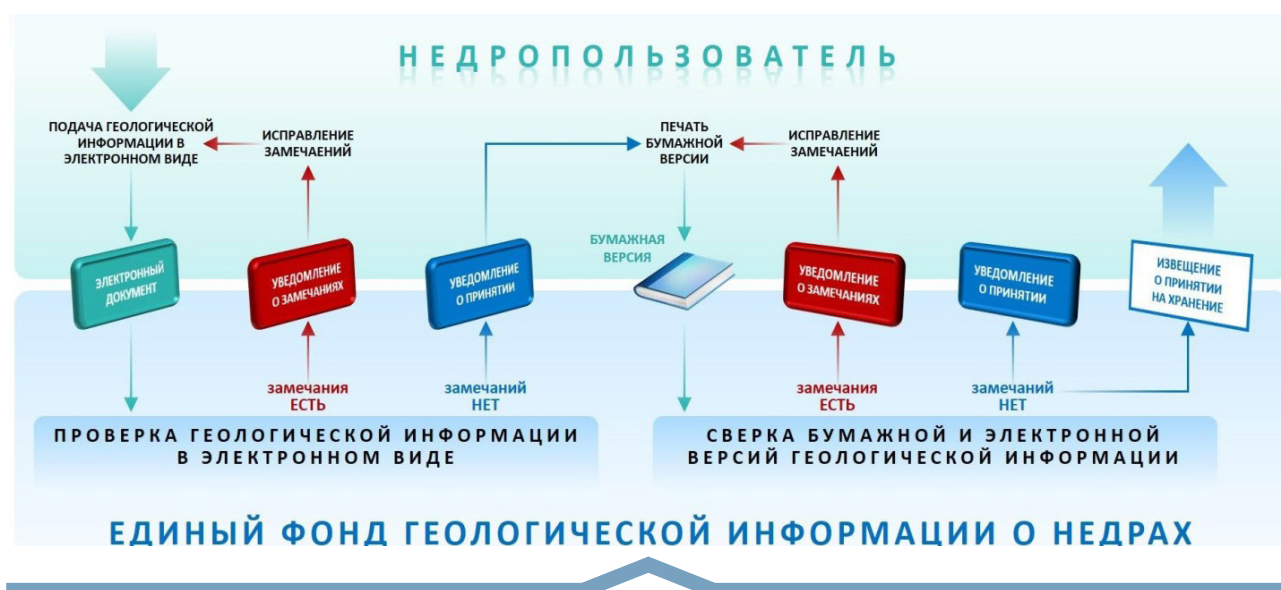 НЕДРОПОЛЬЗОВАТЕЛЬ
ПОДАЧА ГЕОЛОГИЧЕСКОЙ
ИНФОРМАЦИИ В
ЭЛЕКТРОННОМ ВИДЕ
ИСПРАВЛЕНИЕ
ЗАМЕЧАЕНИЙ
ПЕЧАТЬ
БУМАЖНОЙ
ВЕРСИИ
ИСПРАВЛЕНИЕ
ЗАМЕЧАЕНИЙ
ЭЛЕКТРОННЫЙ
ДОКУМЕНТ
УВЕДОМЛЕНИЕ
О ЗАМЕЧАНИЯХ
УВЕДОМЛЕНИЕ
О ПРИНЯТИИ
БУМАЖНАЯ
ВЕРСИЯ
УВЕДОМЛЕНИЕ
О ЗАМЕЧАНИЯХ
УВЕДОМЛЕНИЕ
О ПРИНЯТИИ
ИЗВЕЩЕНИЕ
О ПРИНЯТИИ
НА ХРАНЕНИЕ
замечания
ЕСТЬ
замечаний
НЕТ
замечания
ЕСТЬ
замечаний
НЕТ
ПРОВЕРКА ГЕОЛОГИЧЕСКОЙ ИНФОРМАЦИИ
В ЭЛЕКТРОННОМ ВИДЕ
СВЕРКА БУМАЖНОЙ И ЭЛЕКТРОННОЙ
ВЕРСИЙ ГЕОЛОГИЧЕСКОЙ ИНФОРМАЦИИ
ЕДИНЫЙ ФОНД ГЕОЛОГИЧЕСКОЙ ИНФОРМАЦИИ О НЕДРАХ